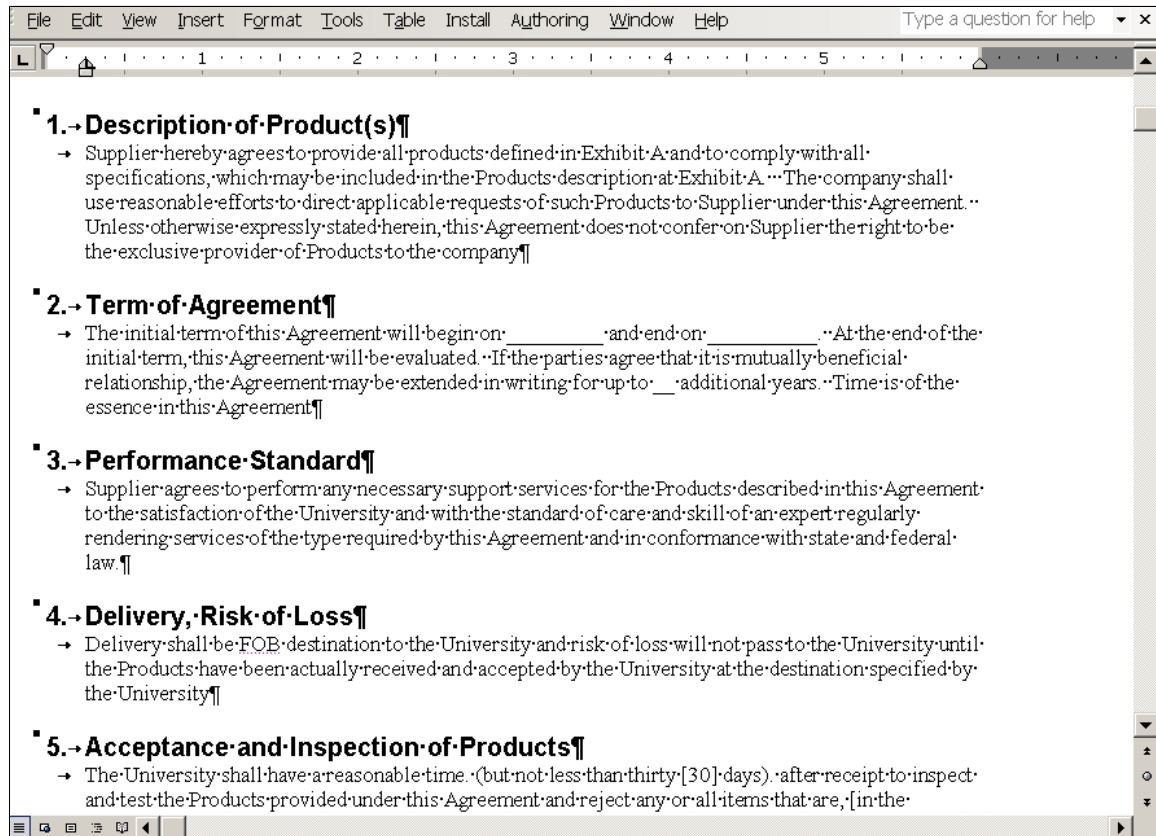 File Edit View Insert Format Tools Table Install Authoring Window Help Type a question for help
1 2 3 4 5
1. Description of Product(s)¶
Supplier hereby agrees to provide all products defined in Exhibit A and to comply with all
specifications, which may be included in the Products description at Exhibit A. The company shall
use reasonable efforts to direct applicable requests of such Products to Supplier under this Agreement.
Unless otherwise expressly stated herein, this Agreement does not confer on Supplier the right to be
the exclusive provider of Products to the company¶
2. Term of Agreement¶
The initial term of this Agreement will begin on __________ and end on ___________. At the end of the
initial term, this Agreement will be evaluated. If the parties agree that it is mutually beneficial
relationship, the Agreement may be extended in writing for up to __ additional years. Time is of the
essence in this Agreement¶
3. Performance Standard¶
Supplier agrees to perform any necessary support services for the Products described in this Agreement
to the satisfaction of the University and with the standard of care and skill of an expert regularly
rendering services of the type required by this Agreement and in conformance with state and federal
law.¶
4. Delivery, Risk of Loss¶
Delivery shall be FOB destination to the University and risk of loss will not pass to the University until
the Products have been actually received and accepted by the University at the destination specified by
the University¶
5. Acceptance and Inspection of Products¶
The University shall have a reasonable time. (but not less than thirty [30] days). after receipt to inspect
and test the Products provided under this Agreement and reject any or all items that are, [in the